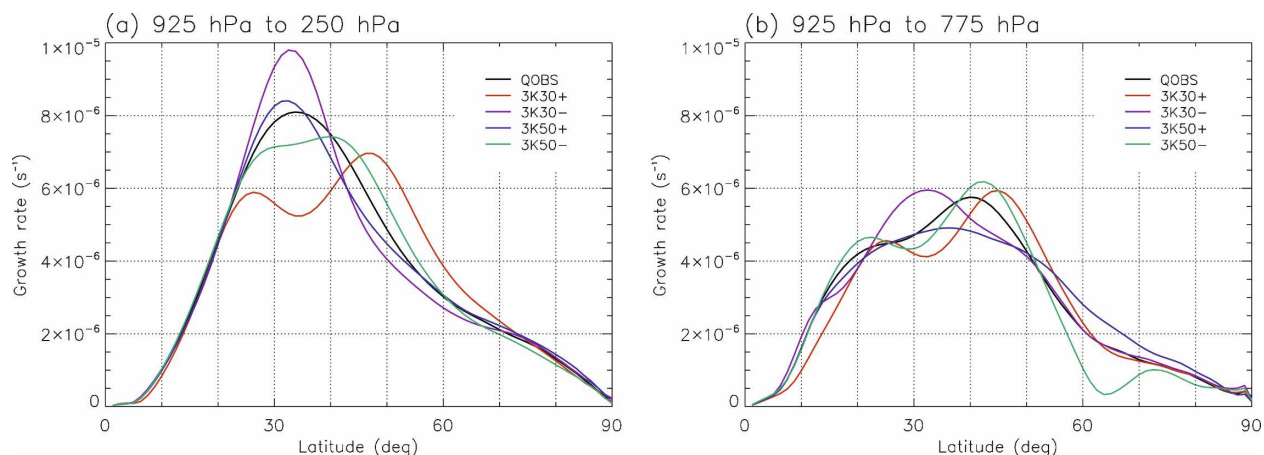 (a) 925 hPa to 250 hPa
1×10⁻⁵
8×10⁻⁶
6×10⁻⁶
4×10⁻⁶
2×10⁻⁶
0
Growth rate (s⁻¹)
QOBS
3K30+
3K30−
3K50+
3K50−
0 30 60 90
Latitude (deg)
(b) 925 hPa to 775 hPa
1×10⁻⁵
8×10⁻⁶
6×10⁻⁶
4×10⁻⁶
2×10⁻⁶
0
Growth rate (s⁻¹)
QOBS
3K30+
3K30−
3K50+
3K50−
0 30 60 90
Latitude (deg)